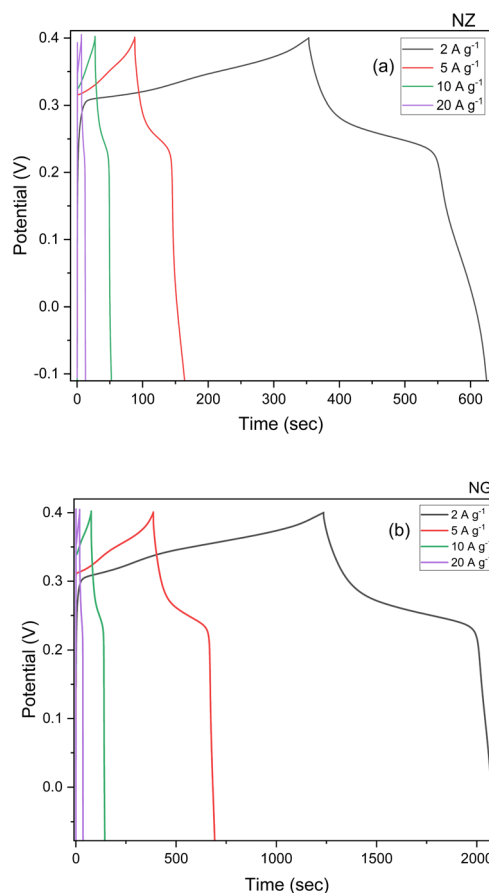 NZ
(a)
2 A g⁻¹
5 A g⁻¹
10 A g⁻¹
20 A g⁻¹
0.4
0.3
0.2
0.1
0.0
-0.1
Potential (V)
0 100 200 300 400 500 600
Time (sec)
NG
(b)
2 A g⁻¹
5 A g⁻¹
10 A g⁻¹
20 A g⁻¹
0.4
0.3
0.2
0.1
0.0
Potential (V)
0 500 1000 1500 2000
Time (sec)